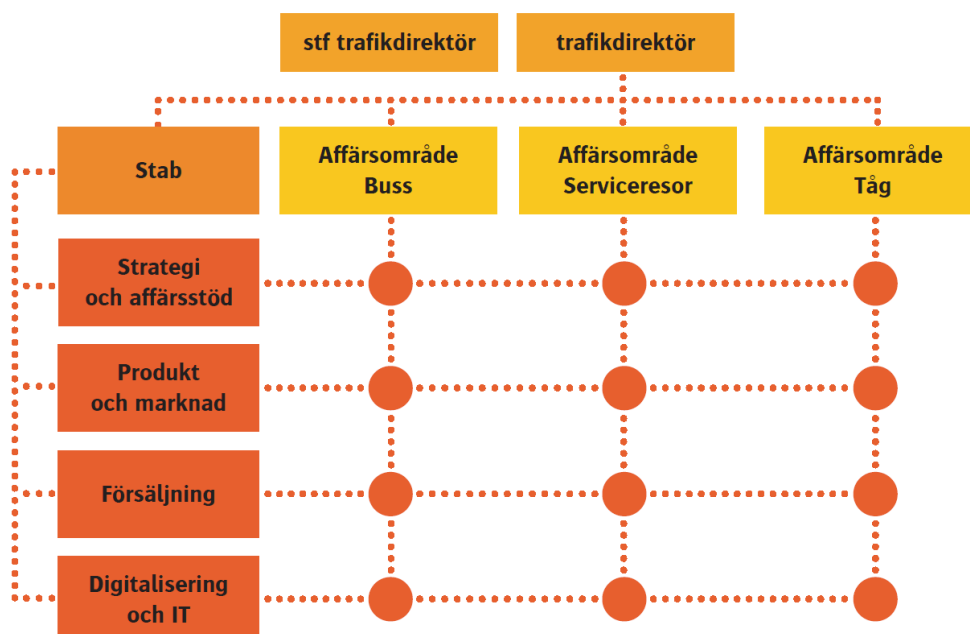 stf trafikdirektör
trafikdirektör
Stab
Affärsområde
Buss
Affärsområde
Serviceresor
Affärsområde
Tåg
Strategi
och affärsstöd
Produkt
och marknad
Försäljning
Digitalisering
och IT